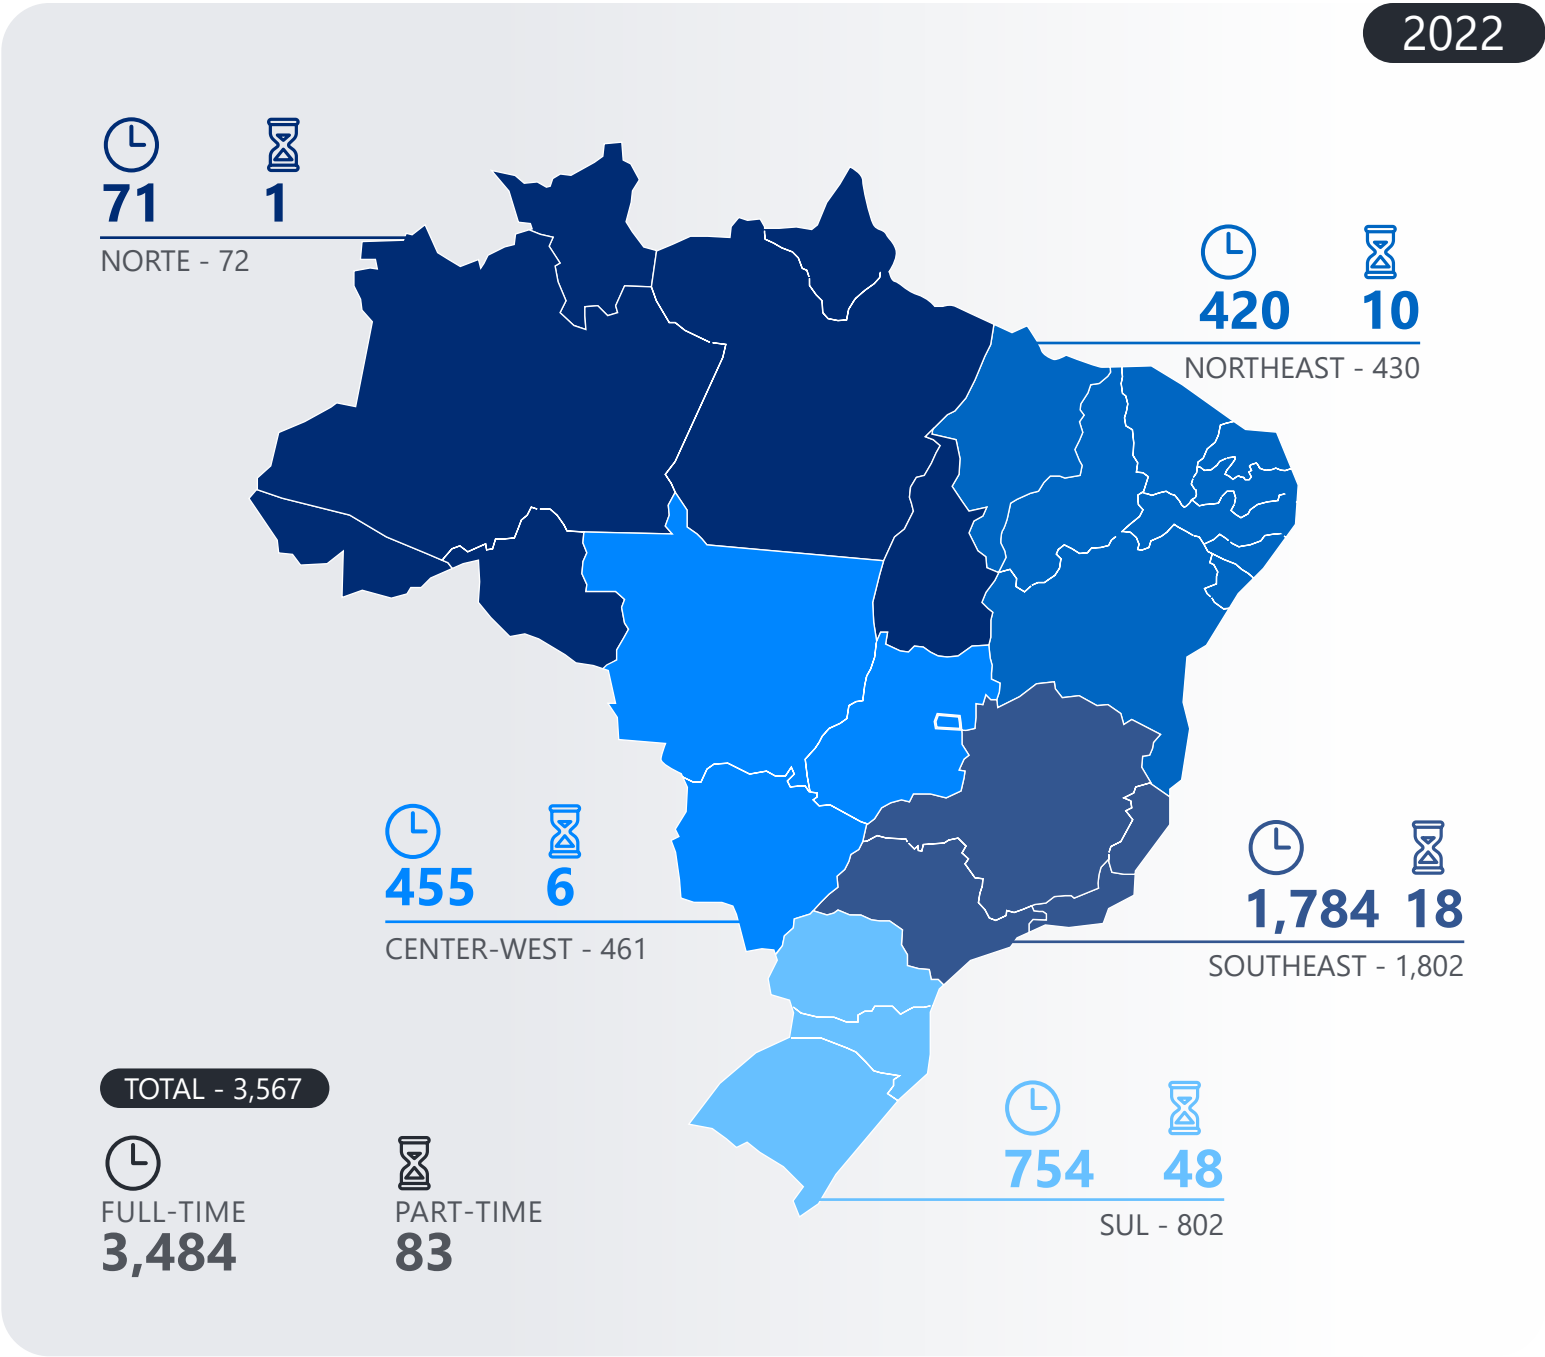 2022
71 1
NORTE - 72
420 10
NORTHEAST - 430
455 6
CENTER-WEST - 461
1,784 18
SOUTHEAST - 1,802
TOTAL - 3,567
FULL-TIME PART-TIME
3,484 83
754 48
SUL - 802